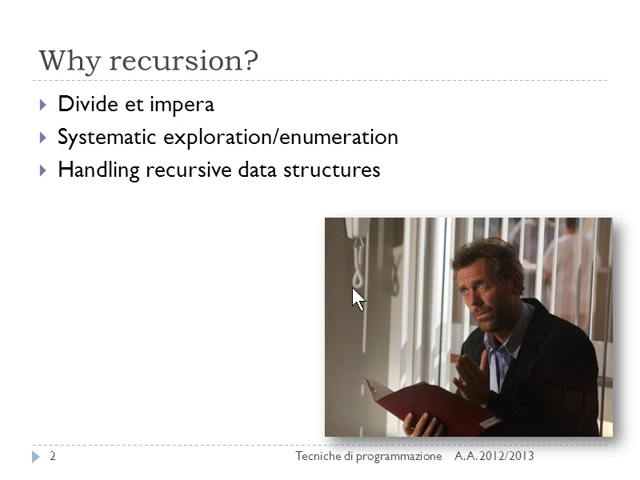 Why recursion?
Divide et impera
Systematic exploration/enumeration
Handling recursive data structures
2 Tecniche di programmazione A.A. 2012/2013